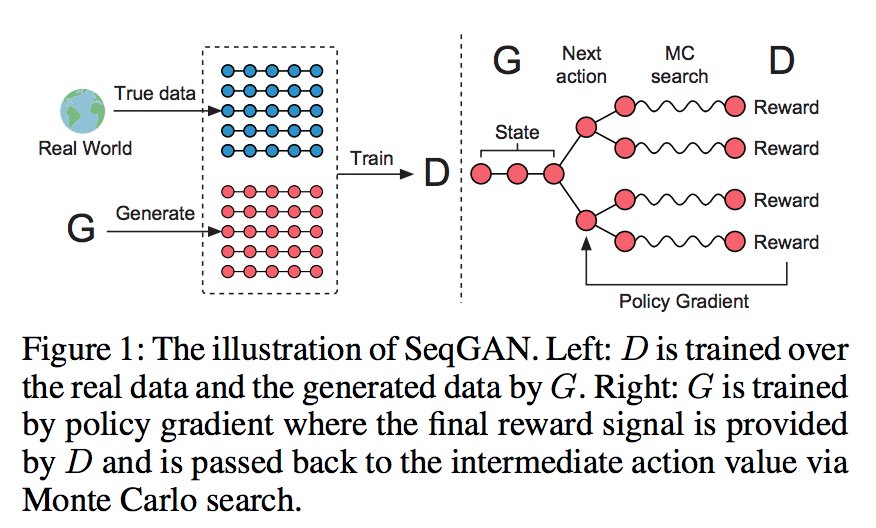 True data
Real World
G
Generate
Train
D
G
Next
action
MC
search
D
State
Reward
Reward
Reward
Reward
Policy Gradient
Figure 1: The illustration of SeqGAN. Left: D is trained over
the real data and the generated data by G. Right: G is trained
by policy gradient where the final reward signal is provided
by D and is passed back to the intermediate action value via
Monte Carlo search.